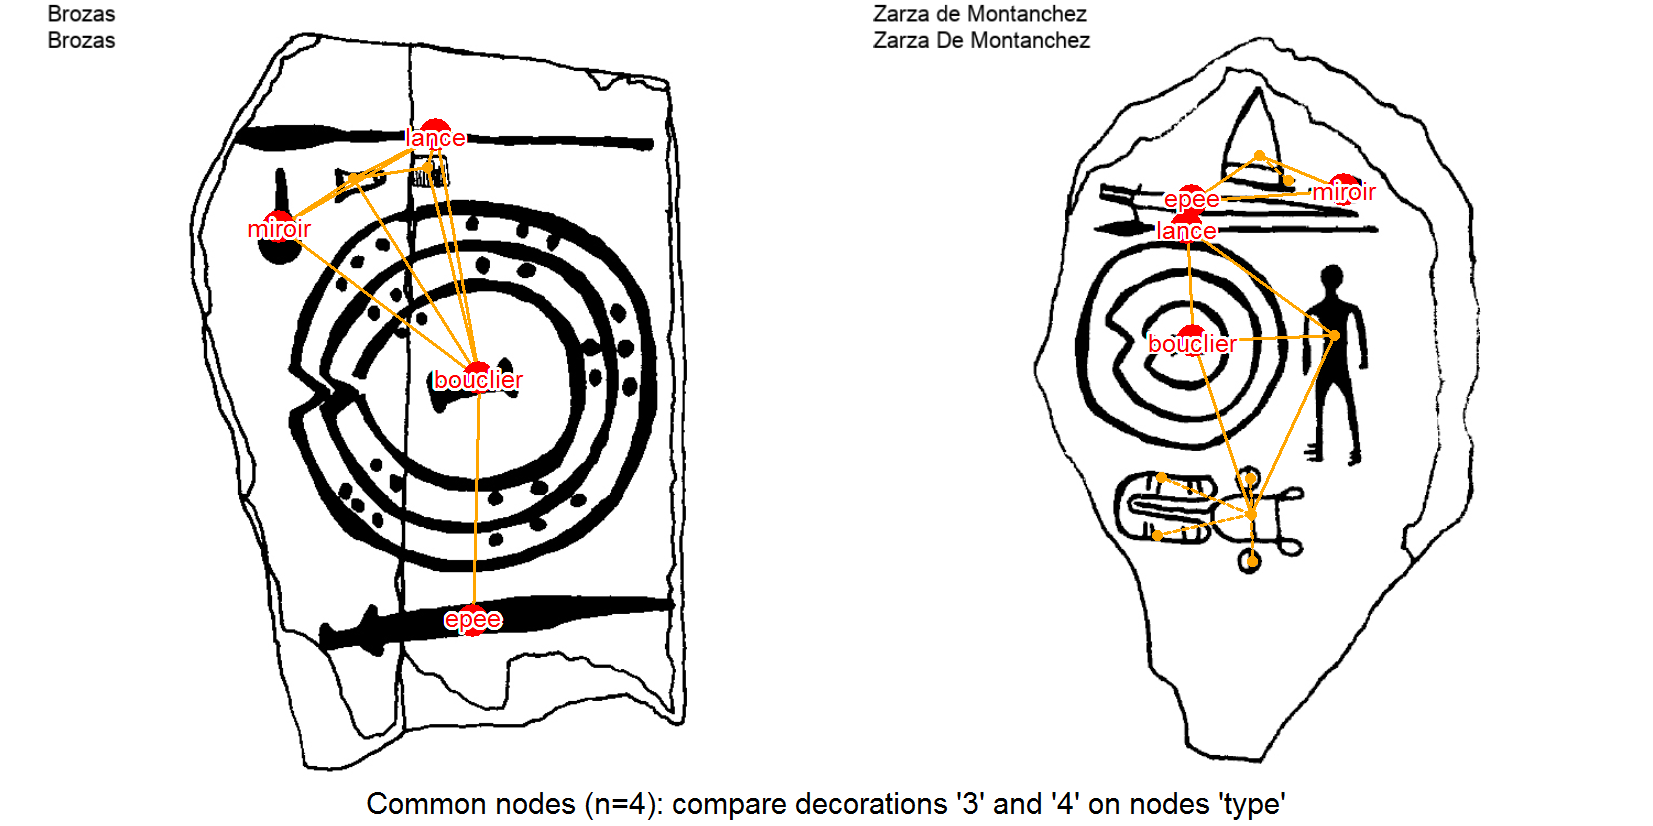 Brozas
Brozas
Zarza de Montanchez
Zarza De Montanchez
lance
miroir
bouclier
epee
epee
miroir
lance
bouclier
Common nodes (n=4): compare decorations '3' and '4' on nodes 'type'